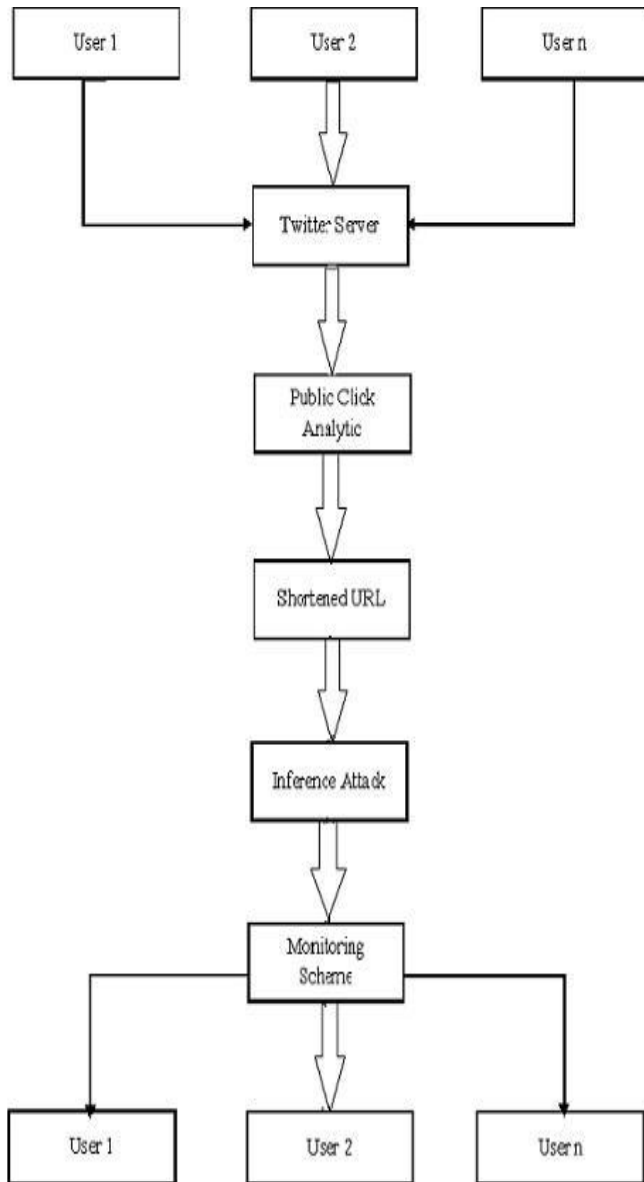 User 1
User 2
User n
Twitter Server
Public Click
Analytic
Shortened URL
Inference Attack
Monitoring
Scheme
User 1
User 2
User n